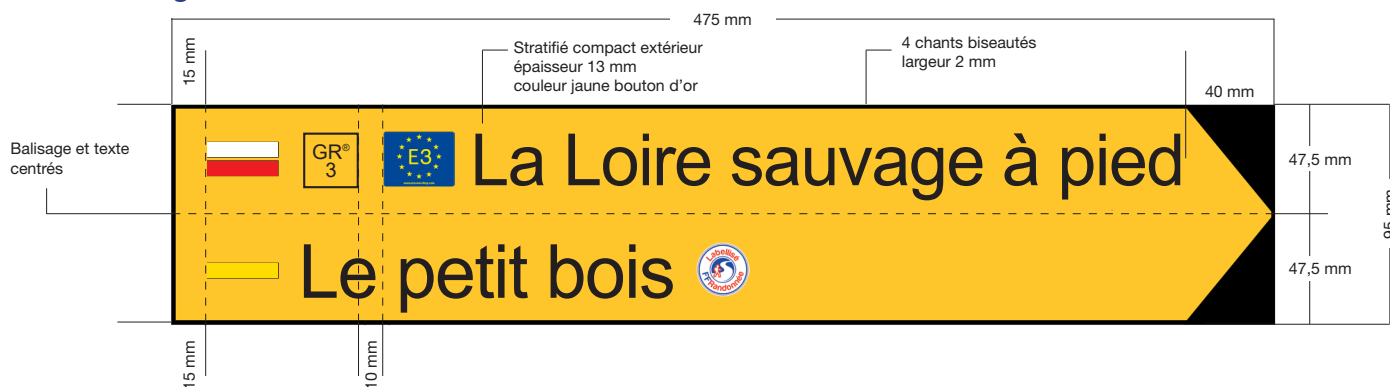 475 mm
15 mm
Stratifié compact extérieur
épaisseur 13 mm
couleur jaune bouton d'or
4 chants biseautés
largeur 2 mm
40 mm
Balisage et texte
centrés
GR®
3
E3
La Loire sauvage à pied
47,5 mm
95 mm
Le petit bois
Labellisé
FFRandonnée
47,5 mm
15 mm
10 mm